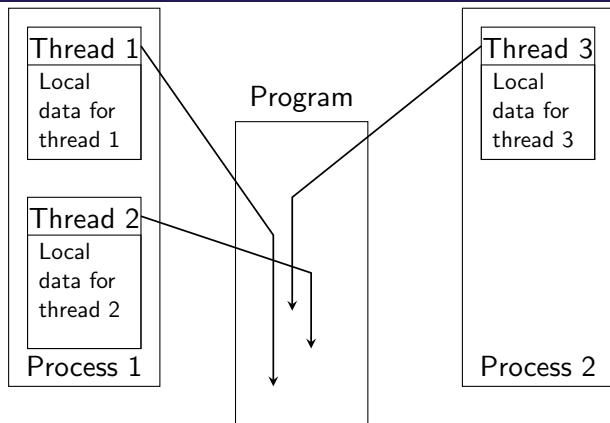 Thread 1
Local
data for
thread 1
Thread 2
Local
data for
thread 2
Process 1
Program
Thread 3
Local
data for
thread 3
Process 2